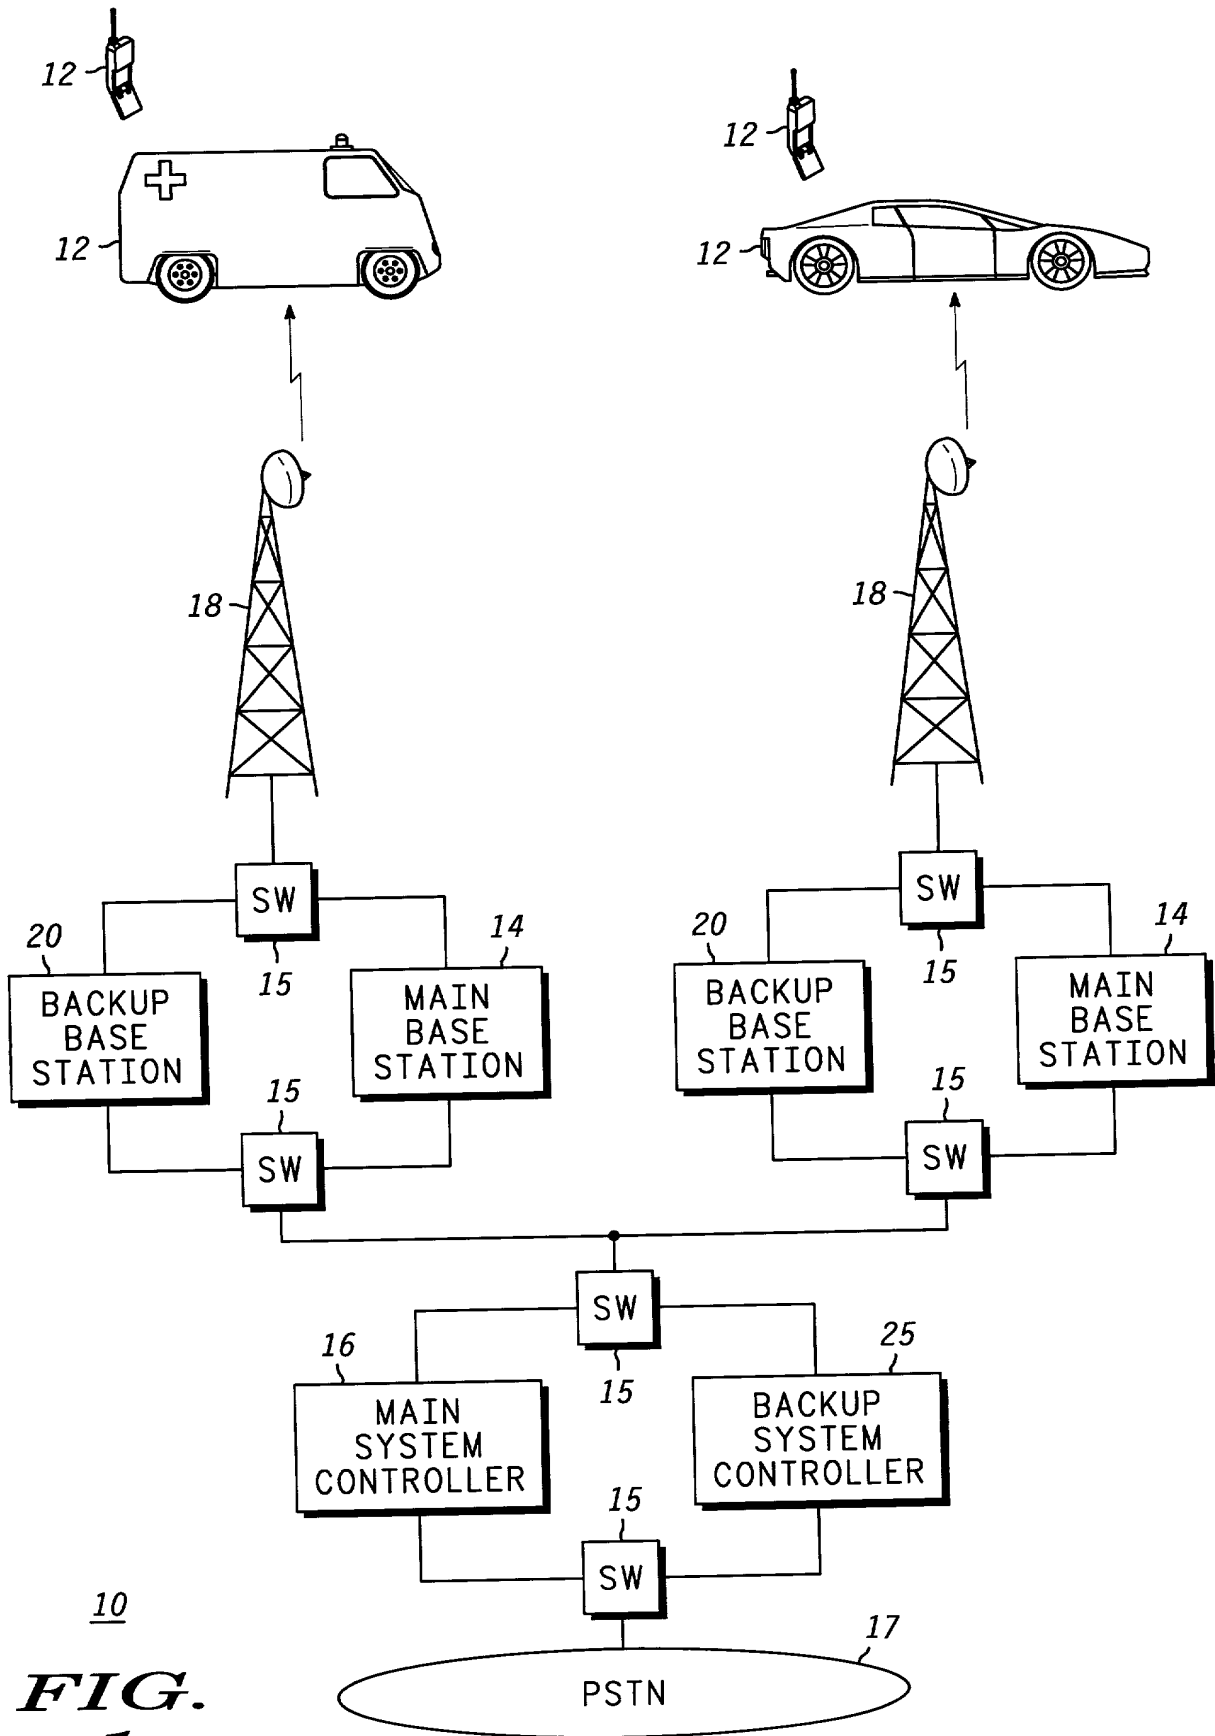 12
12
12
12
18
18
SW
SW
15
15
20
14
20
14
BACKUP
BASE
STATION
MAIN
BASE
STATION
BACKUP
BASE
STATION
MAIN
BASE
STATION
15
15
SW
SW
SW
15
16
25
MAIN
SYSTEM
CONTROLLER
BACKUP
SYSTEM
CONTROLLER
15
SW
10
17
PSTN
FIG.